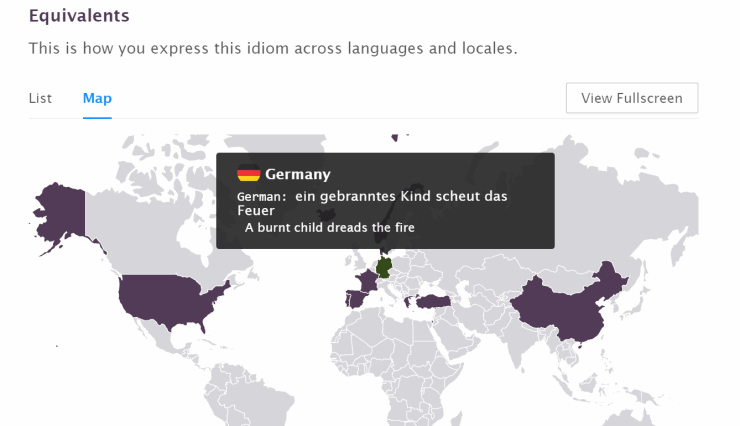 Equivalents
This is how you express this idiom across languages and locales.
List
Map
View Fullscreen
Germany
German: ein gebranntes Kind scheut das
Feuer
A burnt child dreads the fire